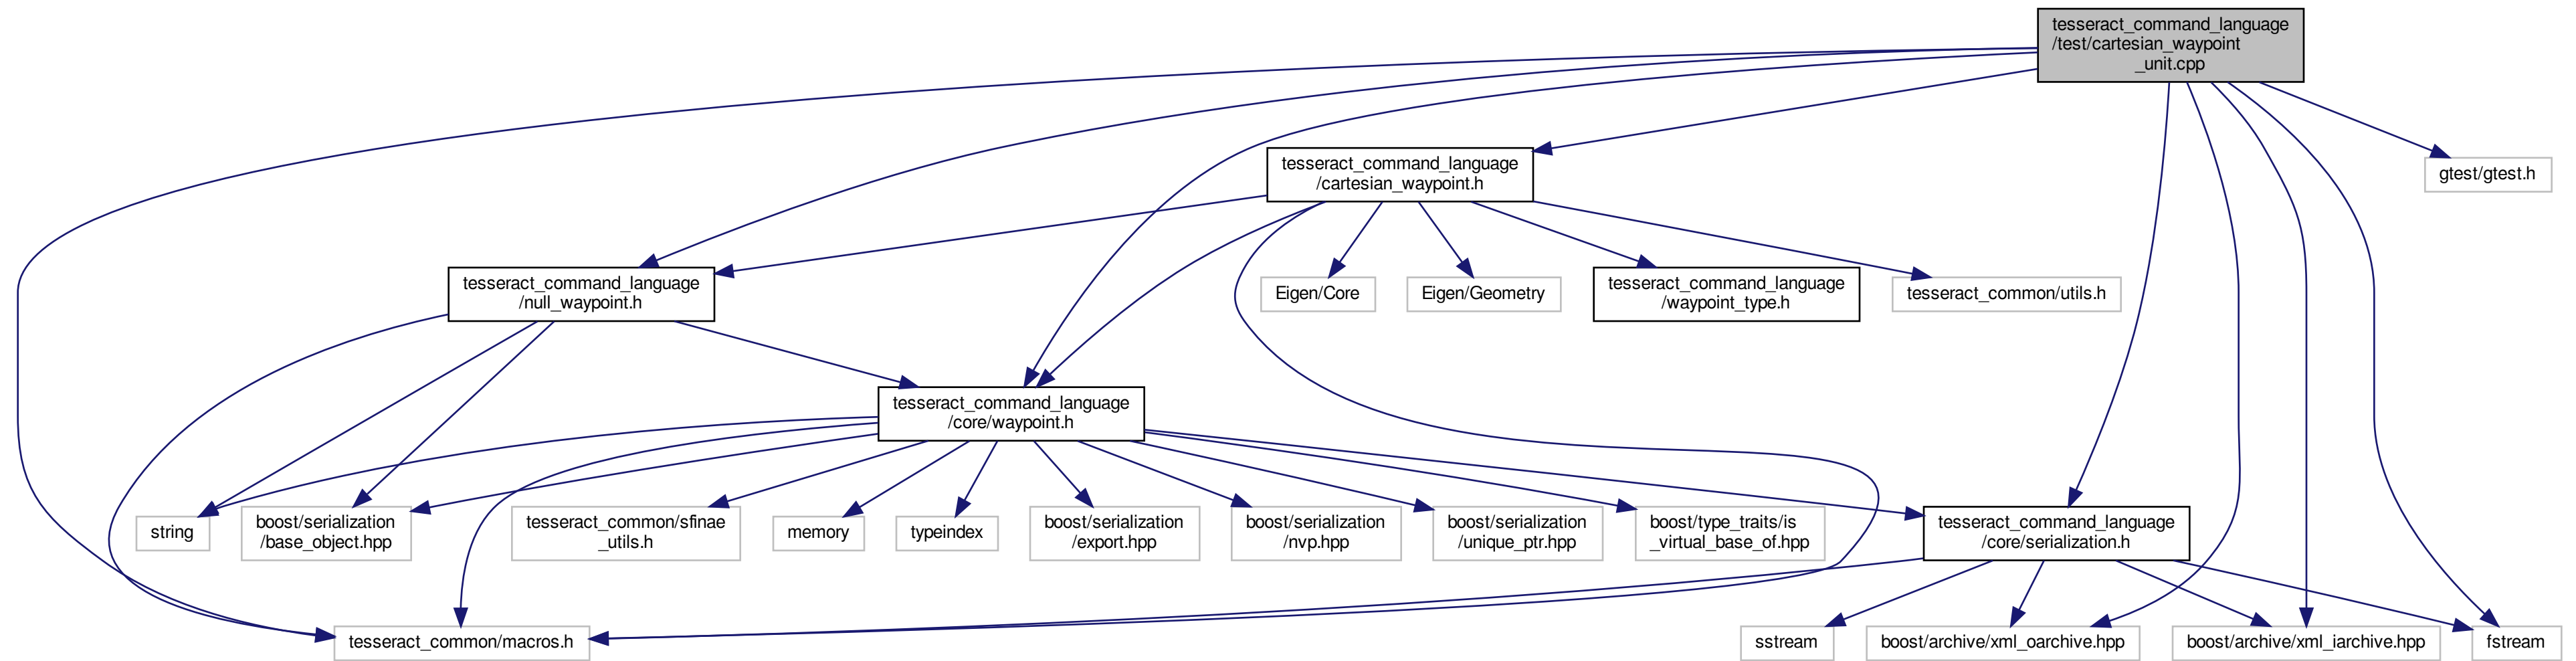 tesseract_command_language
/test/cartesian_waypoint
_unit.cpp
tesseract_command_language
/cartesian_waypoint.h
gtest/gtest.h
tesseract_command_language
/null_waypoint.h
Eigen/Core
Eigen/Geometry
tesseract_command_language
/waypoint_type.h
tesseract_common/utils.h
tesseract_command_language
/core/waypoint.h
string
boost/serialization
/base_object.hpp
tesseract_common/sfinae
_utils.h
memory
typeindex
boost/serialization
/export.hpp
boost/serialization
/nvp.hpp
boost/serialization
/unique_ptr.hpp
boost/type_traits/is
_virtual_base_of.hpp
tesseract_command_language
/core/serialization.h
tesseract_common/macros.h
sstream
boost/archive/xml_oarchive.hpp
boost/archive/xml_iarchive.hpp
fstream